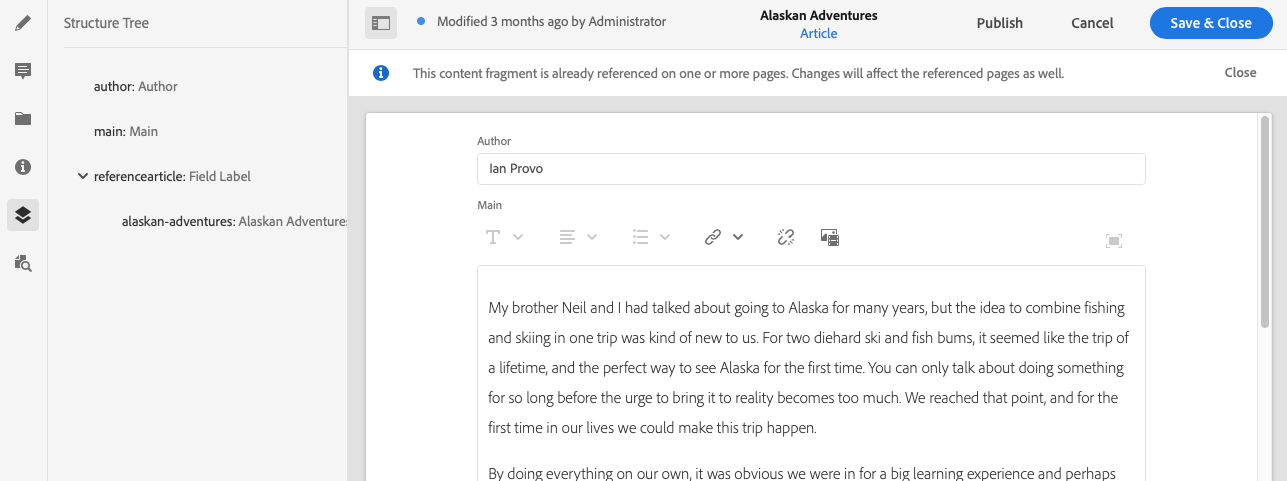 Structure Tree
Modified 3 months ago by Administrator
Alaskan Adventures
Article
Publish
Cancel
Save & Close
This content fragment is already referenced on one or more pages. Changes will affect the referenced pages as well.
Close
author: Author
main: Main
referencearticle: Field Label
alaskan-adventures: Alaskan Adventures
Author
Ian Provo
Main
My brother Neil and I had talked about going to Alaska for many years, but the idea to combine fishing
and skiing in one trip was kind of new to us. For two diehard ski and fish bums, it seemed like the trip of
a lifetime, and the perfect way to see Alaska for the first time. You can only talk about doing something
for so long before the urge to bring it to reality becomes too much. We reached that point, and for the
first time in our lives we could make this trip happen.
By doing everything on our own, it was obvious we were in for a big learning experience and perhaps